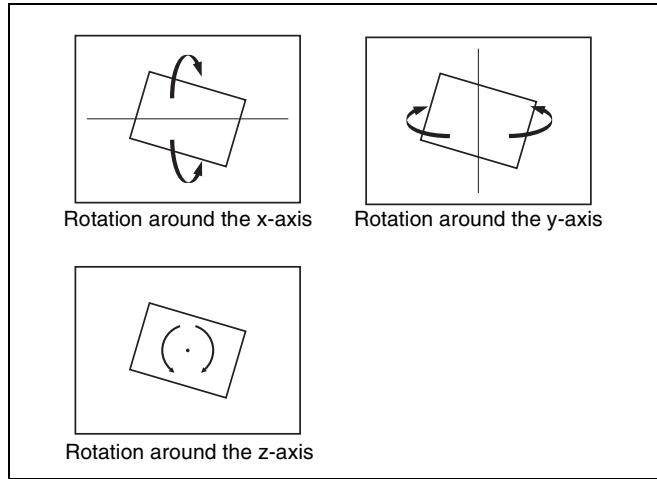 Rotation around the x-axis
Rotation around the y-axis
Rotation around the z-axis